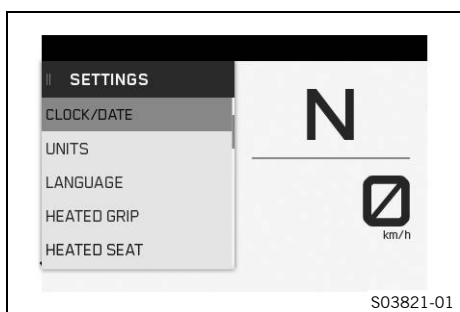 SETTINGS
CLOCK/DATE
UNITS
LANGUAGE
HEATED GRIP
HEATED SEAT
N
0
km/h
S03821-01